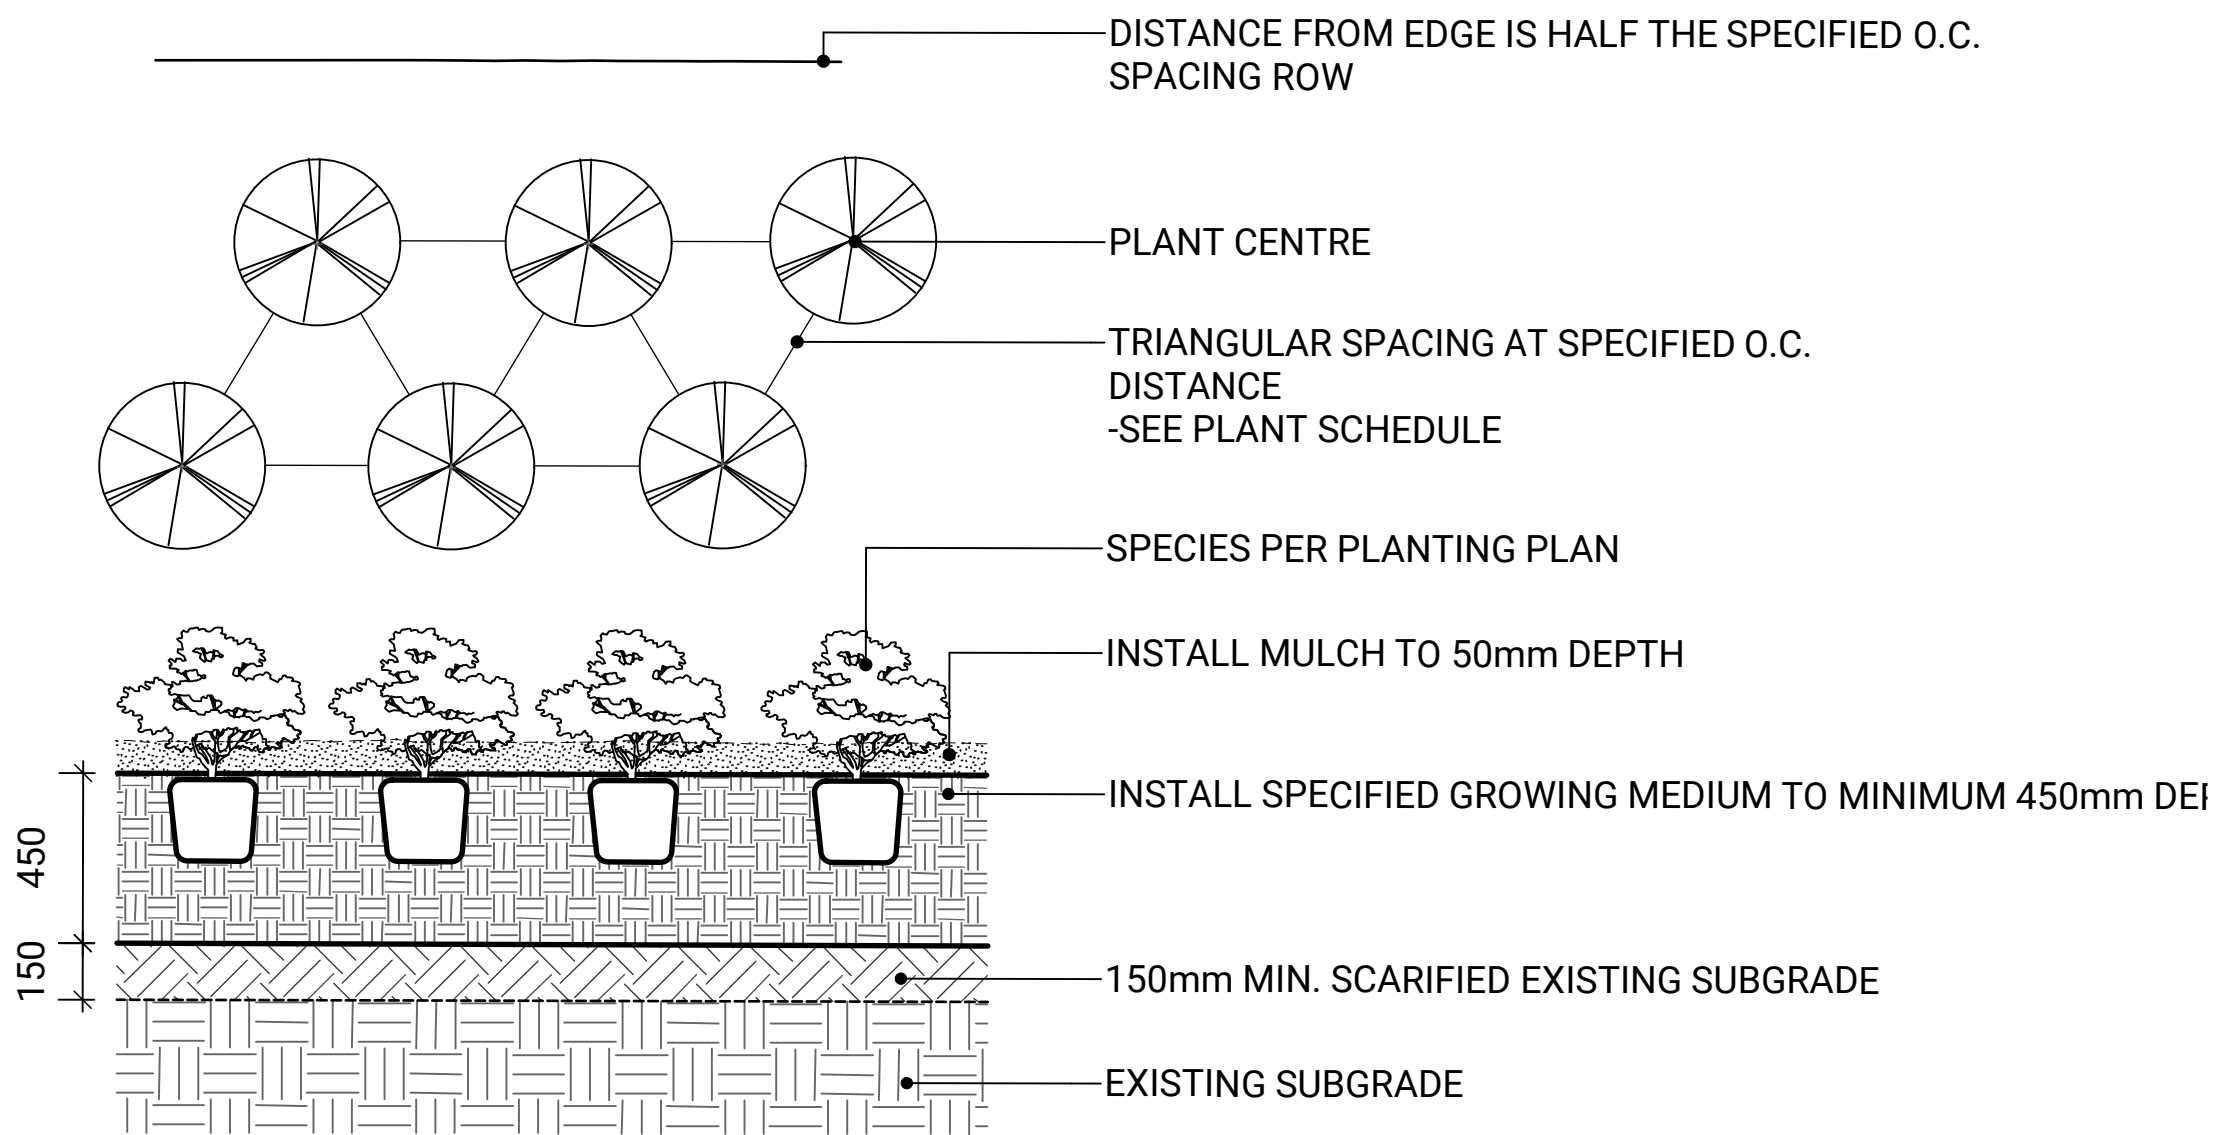 DISTANCE FROM EDGE IS HALF THE SPECIFIED O.C.
SPACING ROW
PLANT CENTRE
TRIANGULAR SPACING AT SPECIFIED O.C.
DISTANCE
-SEE PLANT SCHEDULE
SPECIES PER PLANTING PLAN
INSTALL MULCH TO 50mm DEPTH
INSTALL SPECIFIED GROWING MEDIUM TO MINIMUM 450mm
450
150
150mm MIN. SCARIFIED EXISTING SUBGRADE
EXISTING SUBGRADE